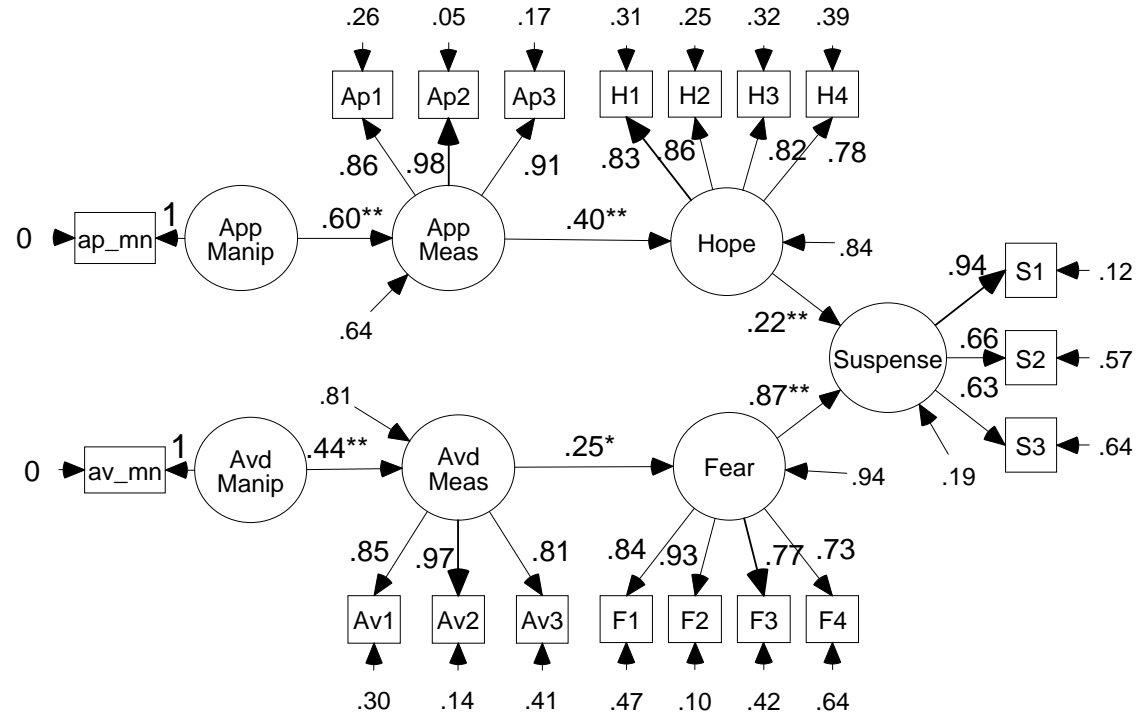 .26 .05 .17 .31 .25 .32 .39
Ap1 Ap2 Ap3 H1 H2 H3 H4
.86 .98 .91 .83 .86 .82 .78
0 ap_mn 1 App Manip .60** App Meas .40** Hope .84
.64
.94 S1 .12
.22**
Suspense .66 S2 .57
.87** .63
S3 .64
.19
.81
0 av_mn 1 Avd Manip .44** Avd Meas .25* Fear .94
.85 .97 .81 .84 .93 .77 .73
Av1 Av2 Av3 F1 F2 F3 F4
.30 .14 .41 .47 .10 .42 .64